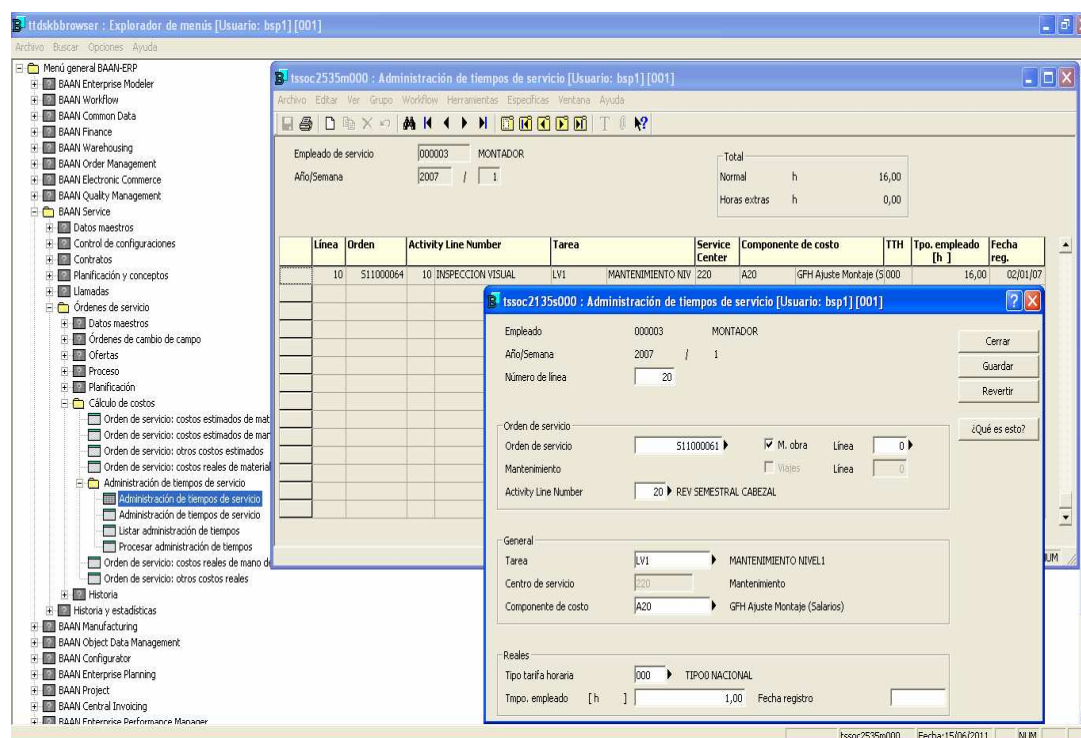 ttdskbbrowser : Explorador de menús [Usuario: bsp1] [001]
Archivo Buscar Opciones Ayuda
Menú general BAAN-ERP
BAAN Enterprise Modeler
BAAN Workflow
BAAN Common Data
BAAN Finance
BAAN Warehousing
BAAN Order Management
BAAN Electronic Commerce
BAAN Quality Management
BAAN Service
Datos maestros
Control de configuraciones
Contratos
Planificación y conceptos
Llamadas
Órdenes de servicio
Datos maestros
Órdenes de cambio de campo
Ofertas
Proceso
Planificación
Cálculo de costos
Orden de servicio: costos estimados de mat
Orden de servicio: costos estimados de mar
Orden de servicio: otros costos estimados
Orden de servicio: costos reales de material
Administración de tiempos de servicio
Administración de tiempos de servicio
Administración de tiempos de servicio
Listar administración de tiempos
Procesar administración de tiempos
Orden de servicio: costos reales de mano d
Orden de servicio: otros costos reales
Historia
Historia y estadísticas
BAAN Manufacturing
BAAN Object Data Management
BAAN Configurator
BAAN Enterprise Planning
BAAN Project
BAAN Central Invoicing
BAAN Enterprise Performance Manager
tssoc2535m000 : Administración de tiempos de servicio [Usuario: bsp1] [001]
Archivo Editar Ver Grupo Workflow Herramientas Específicas Ventana Ayuda
Empleado de servicio 000003 MONTADOR
Año/Semana 2007 / 1
Total
Normal h 16,00
Horas extras h 0,00
Línea Orden Activity Line Number Tarea Service Center Componente de costo TTH Tpo. empleado [h ] Fecha reg.
10 S11000064 10 INSPECCION VISUAL LV1 MANTENIMIENTO NIV 220 A20 GFH Ajuste Montaje (S 000 16,00 02/01/07
tssoc2135s000 : Administración de tiempos de servicio [Usuario: bsp1] [001]
Empleado 000003 MONTADOR
Año/Semana 2007 / 1
Número de línea 20
Cerrar
Guardar
Revertir
¿Qué es esto?
Orden de servicio
Orden de servicio S11000061 M. obra Línea 0
Mantenimiento Viajes Línea 0
Activity Line Number 20 REV SEMESTRAL CABEZAL
General
Tarea LV1 MANTENIMIENTO NIVEL1
Centro de servicio 220 Mantenimiento
Componente de costo A20 GFH Ajuste Montaje (Salarios)
Reales
Tipo tarifa horaria 000 TIPO0 NACIONAL
Tmpo. empleado [h ] 1,00 Fecha registro
UM
tssoc2535m000 Fecha:15/06/2011 NUM